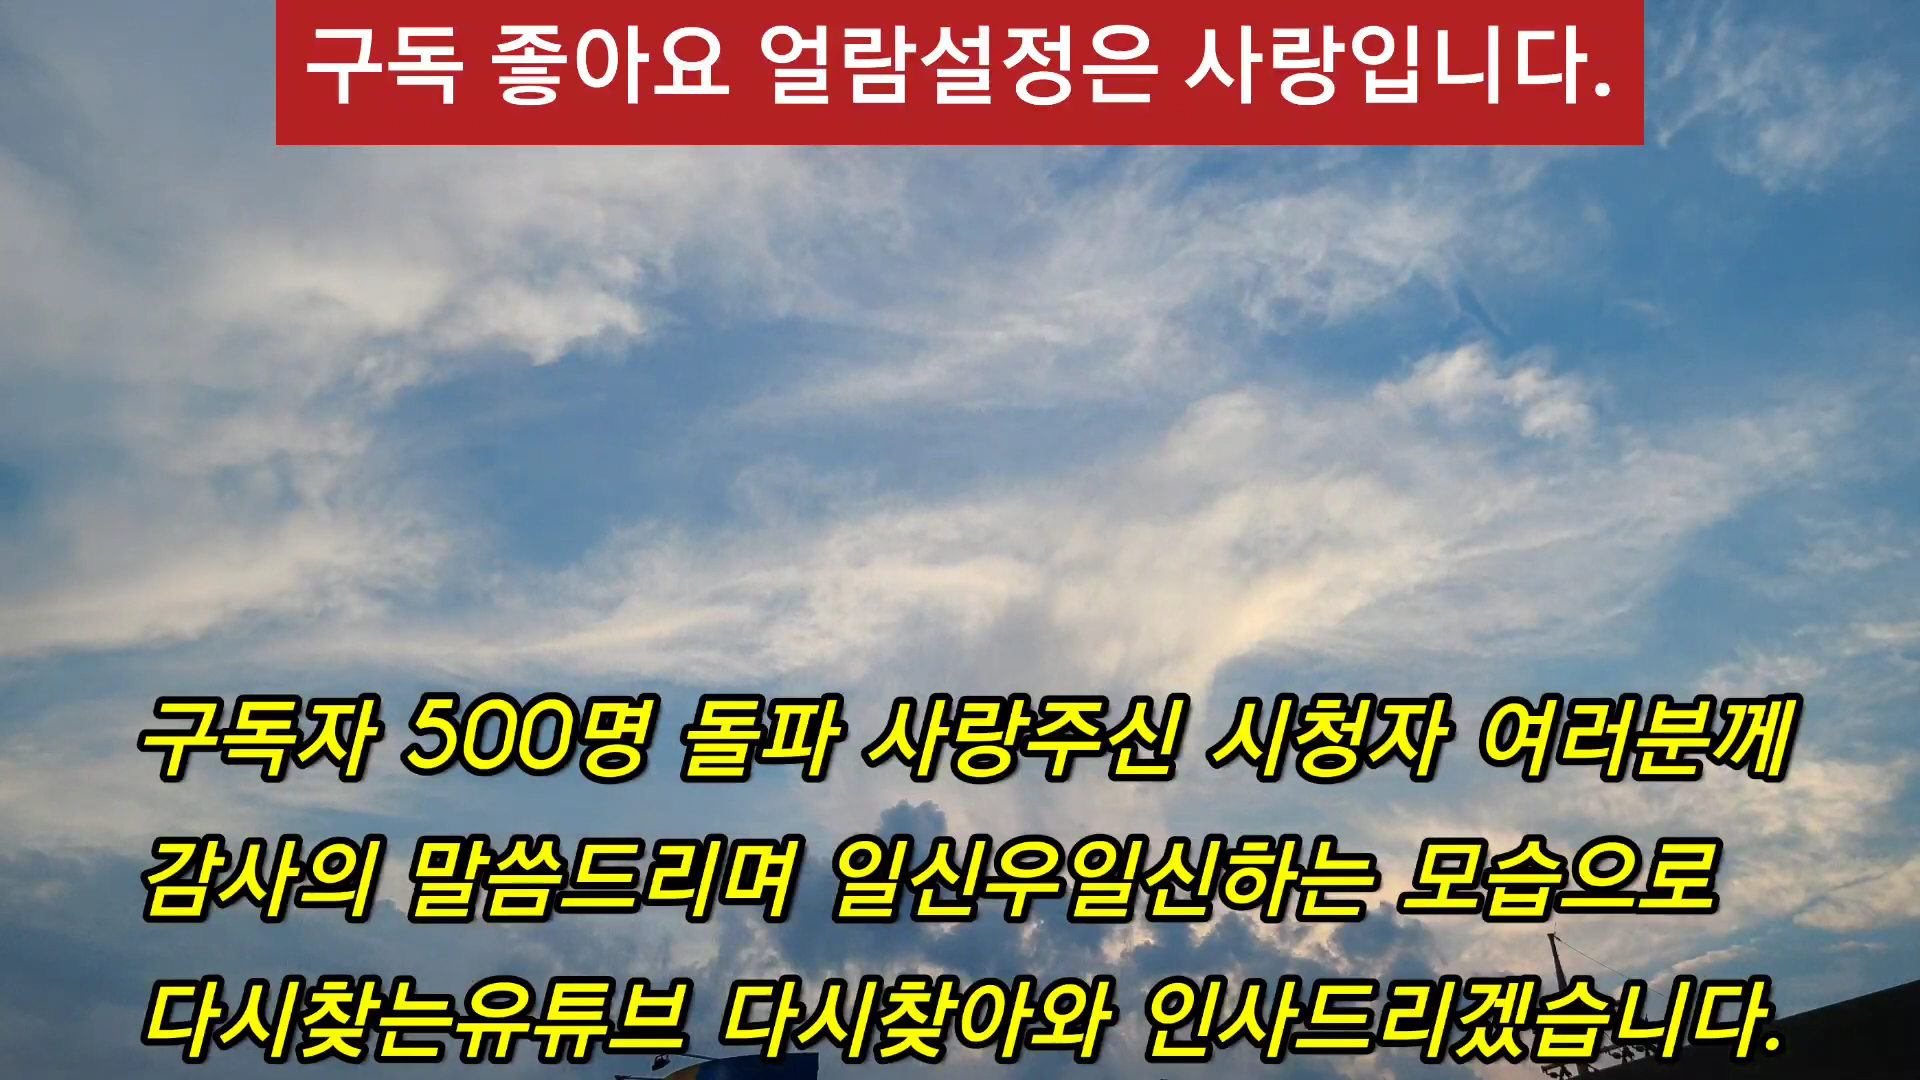 구독 좋아요 얼람설정은 사랑입니다.
구독자 500명 돌파 사랑주신 시청자 여러분께
감사의 말씀드리며 일신우일신하는 모습으로
다시찾는유튜브 다시찾아와 인사드리겠습니다.